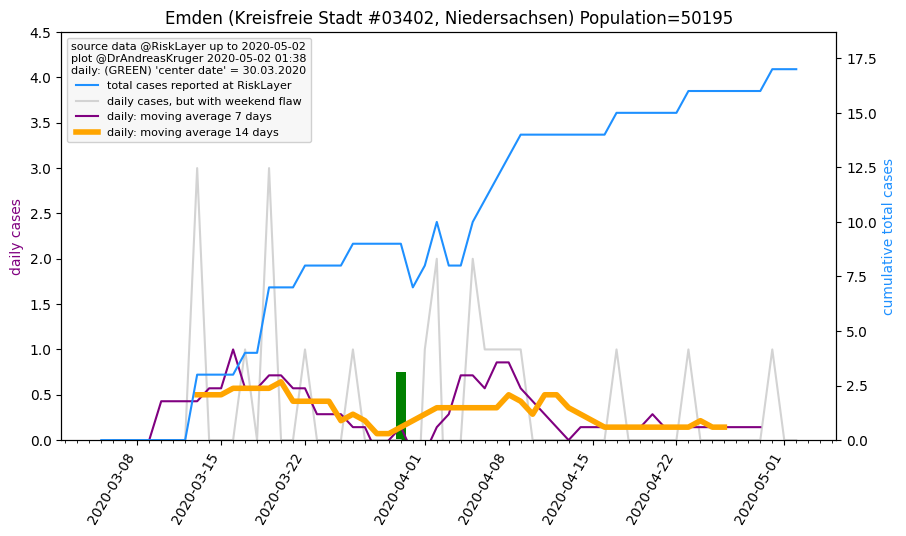 Emden (Kreisfreie Stadt #03402, Niedersachsen) Population=50195
source data @RiskLayer up to 2020-05-02
plot @DrAndreasKruger 2020-05-02 01:38
daily: (GREEN) 'center date' = 30.03.2020
total cases reported at RiskLayer
daily cases, but with weekend flaw
daily: moving average 7 days
daily: moving average 14 days
daily cases
4.5
4.0
3.5
3.0
2.5
2.0
1.5
1.0
0.5
0.0
cumulative total cases
17.5
15.0
12.5
10.0
7.5
5.0
2.5
0.0
2020-03-08
2020-03-15
2020-03-22
2020-04-01
2020-04-08
2020-04-15
2020-04-22
2020-05-01